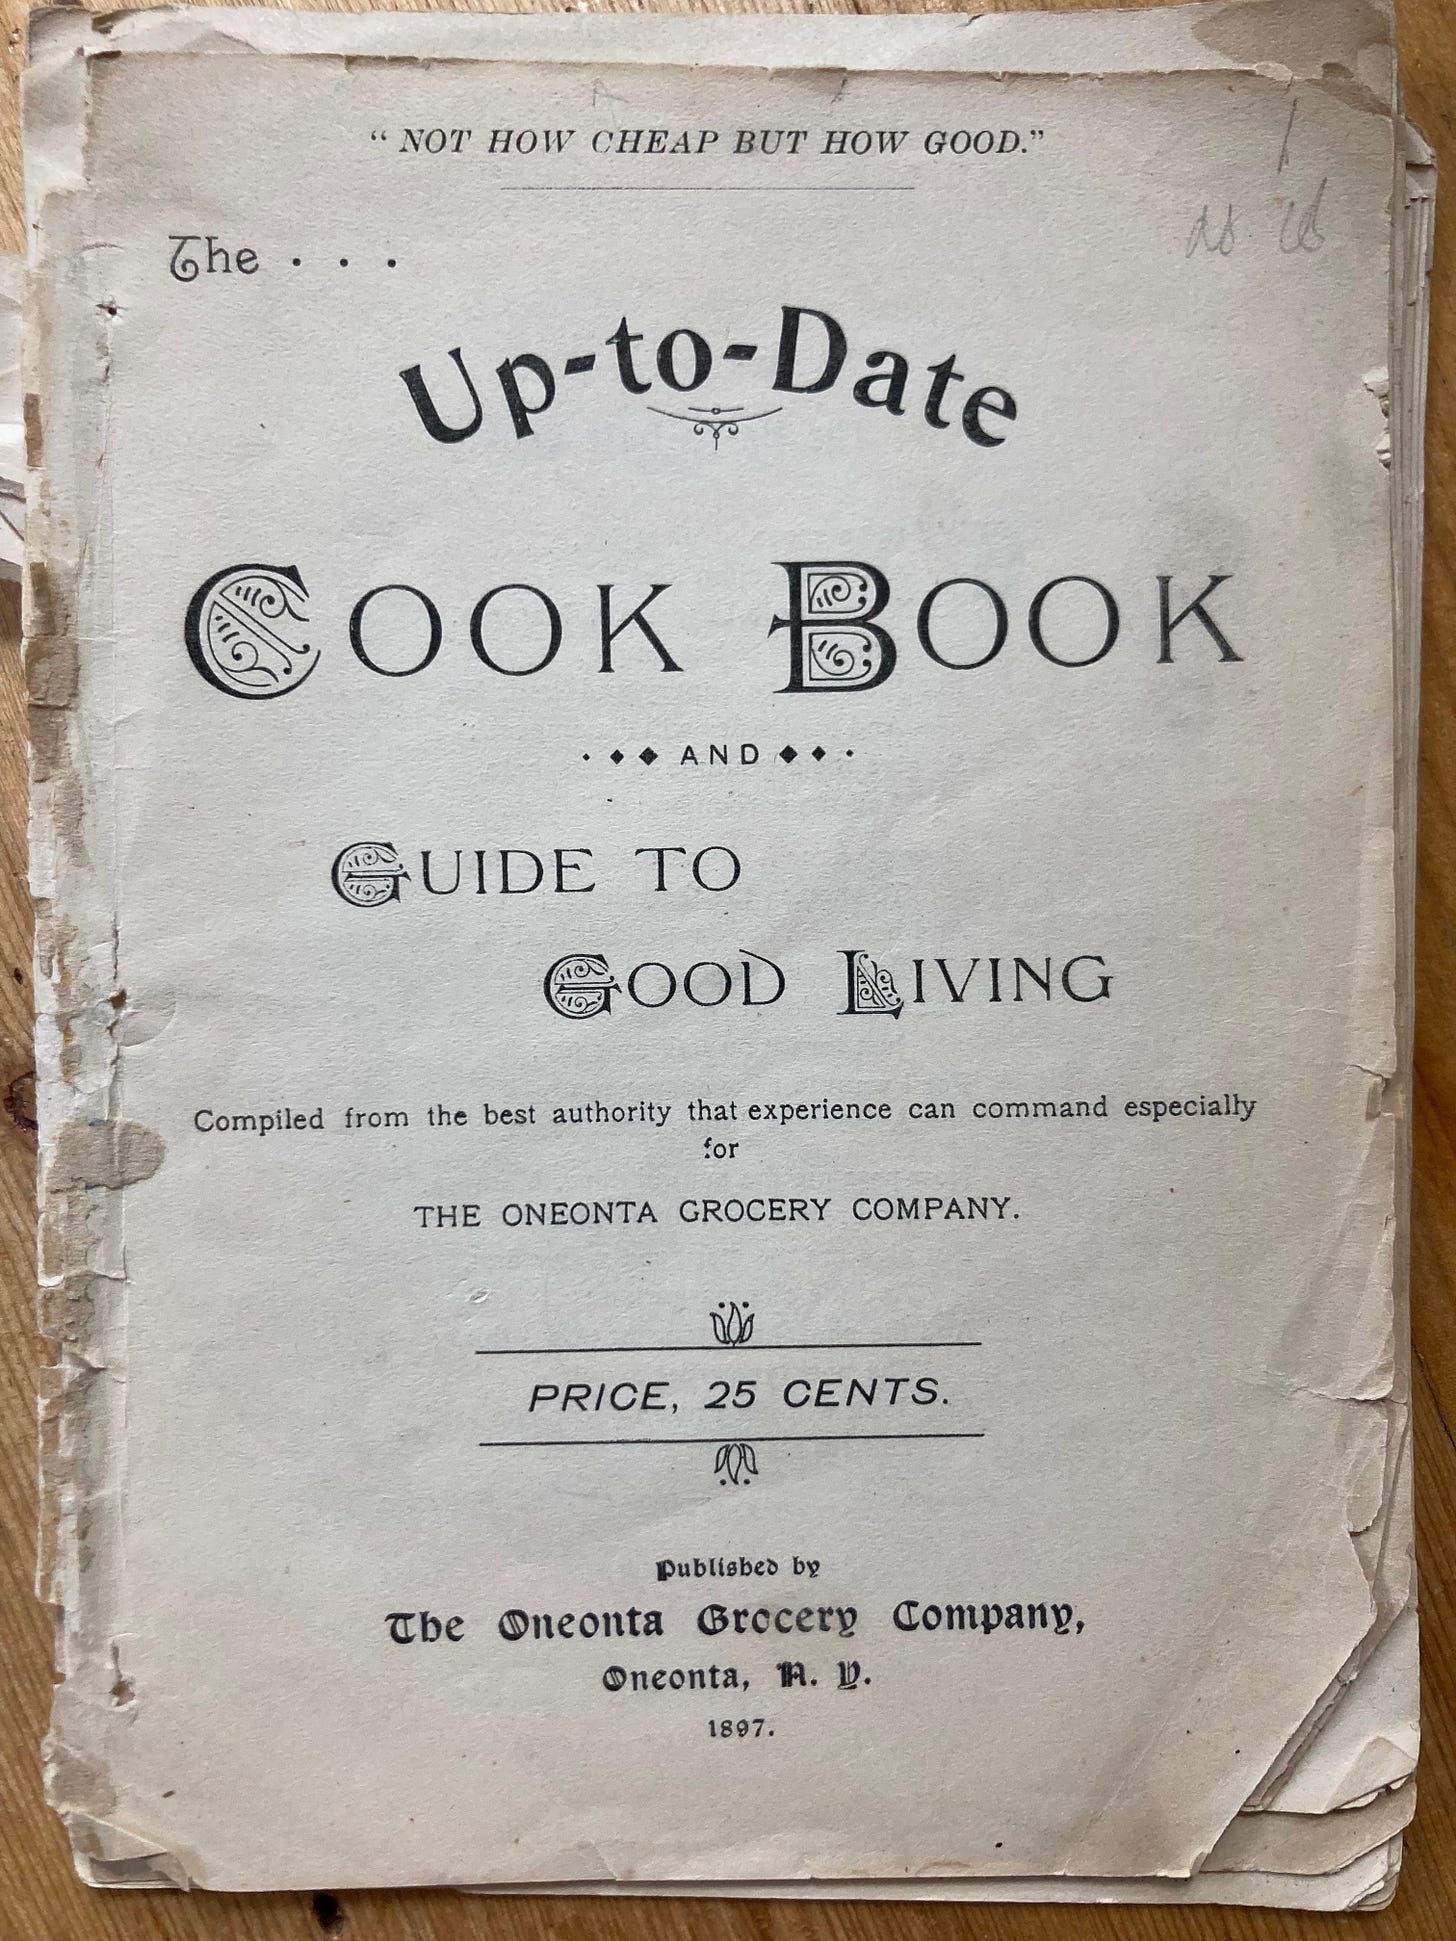 “ NOT HOW CHEAP BUT HOW GOOD.”
The . . .
Up-to-Date
COOK BOOK
AND
GUIDE TO
GOOD LIVING
Compiled from the best authority that experience can command especially
for
THE ONEONTA GROCERY COMPANY.
PRICE, 25 CENTS.
Published by
The Oneonta Grocery Company,
Oneonta, N. Y.
1897.